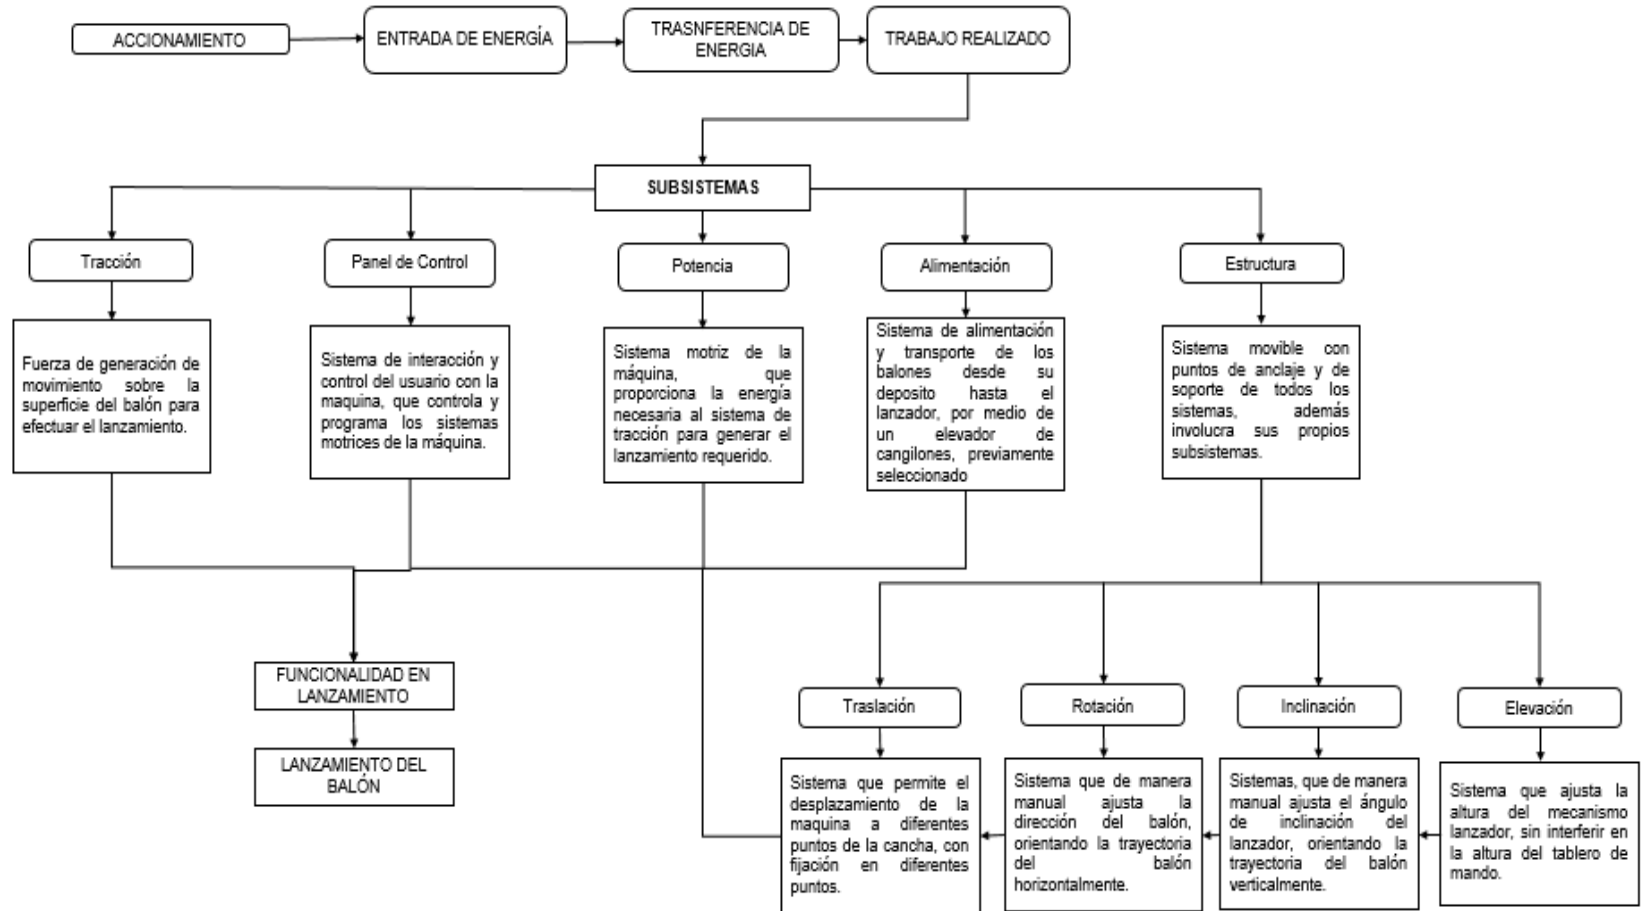 ACCIONAMIENTO
ENTRADA DE ENERGÍA
TRASNFERENCIA DE
ENERGIA
TRABAJO REALIZADO
SUBSISTEMAS
Tracción
Panel de Control
Potencia
Alimentación
Estructura
Fuerza de generación de
movimiento sobre la
superficie del balón para
efectuar el lanzamiento.
Sistema de interacción y
control del usuario con la
maquina, que controla y
programa los sistemas
motrices de la máquina.
Sistema motriz de la
máquina, que
proporciona la energía
necesaria al sistema de
tracción para generar el
lanzamiento requerido.
Sistema de alimentación
y transporte de los
balones desde su
deposito hasta el
lanzador, por medio de
un elevador de
cangilones, previamente
seleccionado
Sistema movible con
puntos de anclaje y de
soporte de todos los
sistemas, además
involucra sus propios
subsistemas.
FUNCIONALIDAD EN
LANZAMIENTO
LANZAMIENTO DEL
BALÓN
Traslación
Rotación
Inclinación
Elevación
Sistema que permite el
desplazamiento de la
maquina a diferentes
puntos de la cancha, con
fijación en diferentes
puntos.
Sistema que de manera
manual ajusta la
dirección del balón,
orientando la trayectoria
del balón
horizontalmente.
Sistemas, que de manera
manual ajusta el ángulo
de inclinación del
lanzador, orientando la
trayectoria del balón
verticalmente.
Sistema que ajusta la
altura del mecanismo
lanzador, sin interferir en
la altura del tablero de
mando.